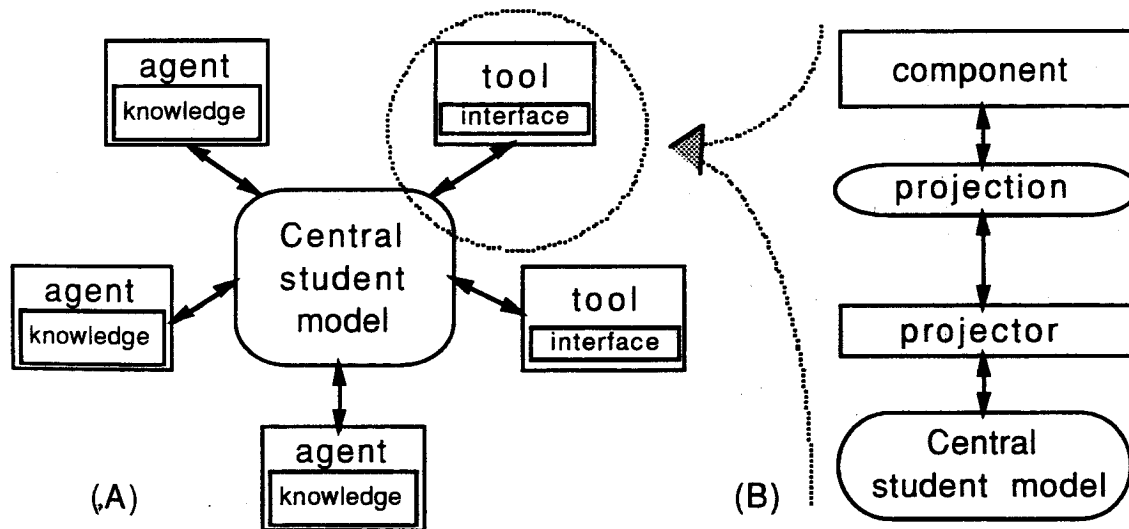 agent
knowledge
tool
interface
Central
student
model
agent
knowledge
tool
interface
agent
knowledge
(,A)
component
projection
projector
Central
student model
(B)